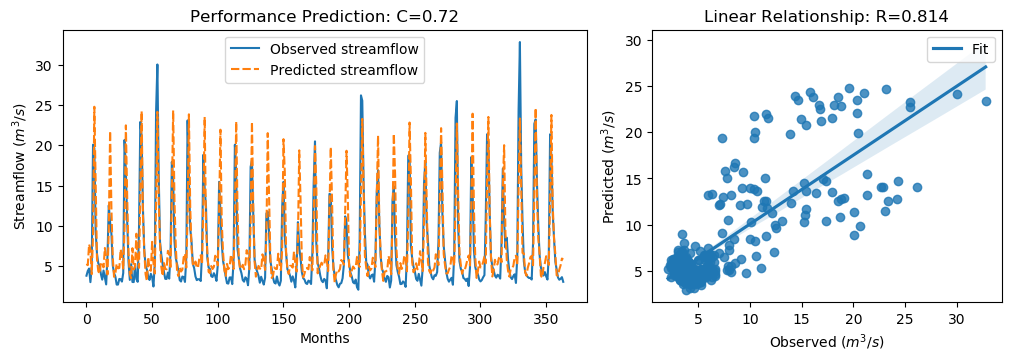 Performance Prediction: C=0.72
Observed streamflow
Predicted streamflow
Streamflow (m³/s)
30
25
20
15
10
5
0
50
100
150
200
250
300
350
Months
Linear Relationship: R=0.814
Fit
Predicted (m³/s)
30
25
20
15
10
5
5
10
15
20
25
30
Observed (m³/s)